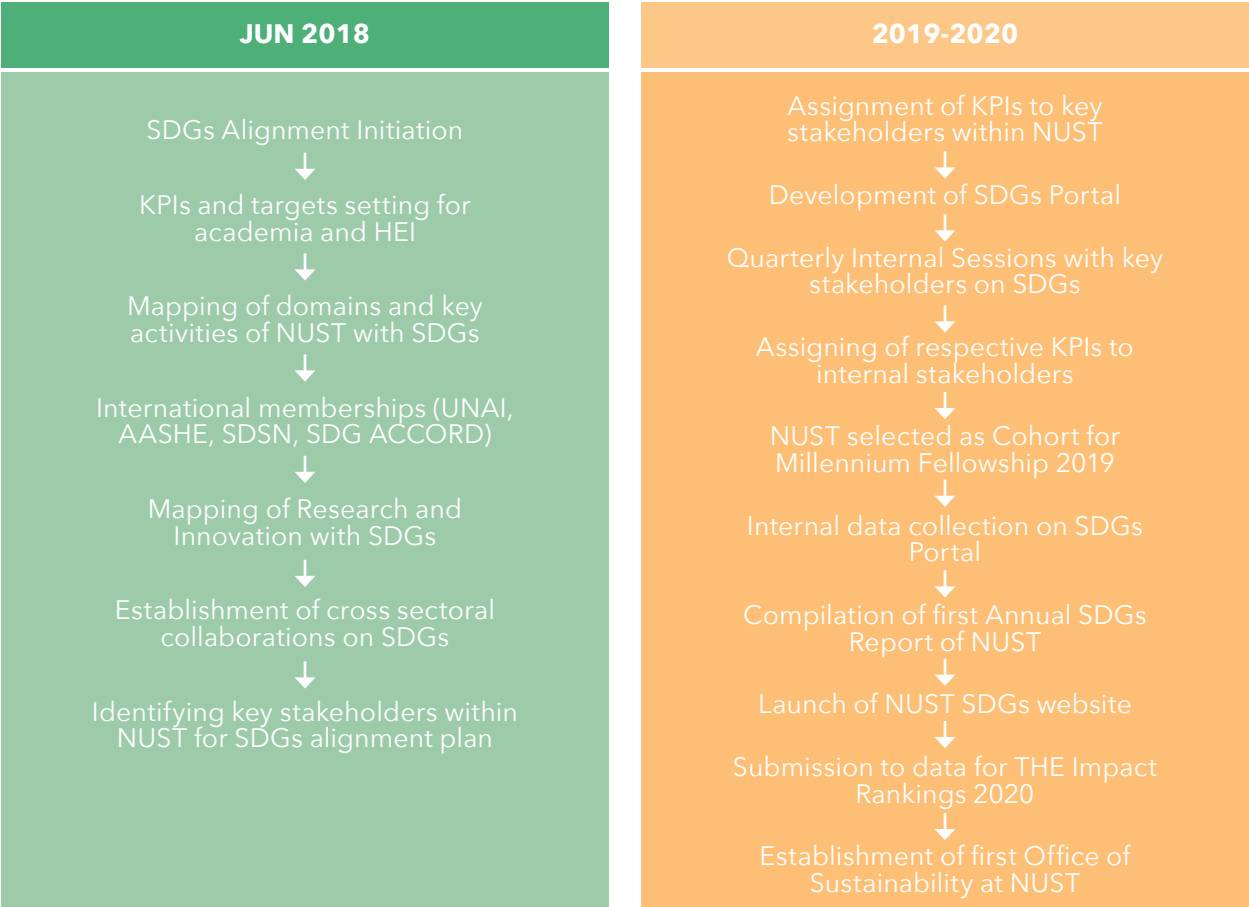 JUN 2018
SDGs Alignment Initiation
KPIs and targets setting for
academia and HEI
Mapping of domains and key
activities of NUST with SDGs
International memberships (UNAI,
AASHE, SDSN, SDG ACCORD)
Mapping of Research and
Innovation with SDGs
Establishment of cross sectoral
collaborations on SDGs
Identifying key stakeholders within
NUST for SDGs alignment plan
2019-2020
Assignment of KPIs to key
stakeholders within NUST
Development of SDGs Portal
Quarterly Internal Sessions with key
stakeholders on SDGs
Assigning of respective KPIs to
internal stakeholders
NUST selected as Cohort for
Millennium Fellowship 2019
Internal data collection on SDGs
Portal
Compilation of first Annual SDGs
Report of NUST
Launch of NUST SDGs website
Submission to data for THE Impact
Rankings 2020
Establishment of first Office of
Sustainability at NUST